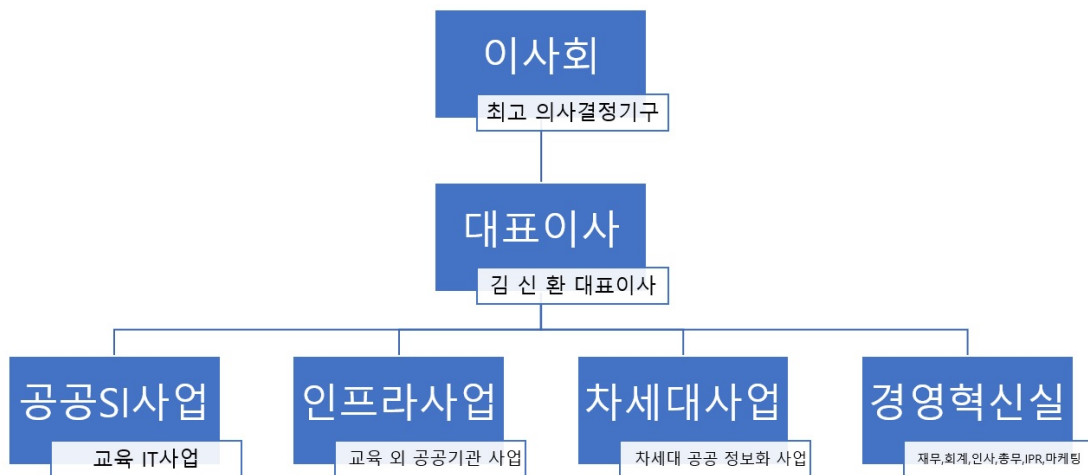 이사회
최고 의사결정기구
대표이사
김 신 환 대표이사
공공SI사업
교육 IT사업
인프라사업
교육 외 공공기관 사업
차세대사업
차세대 공공 정보화 사업
경영혁신실
재무,회계,인사,총무,IPR,마케팅